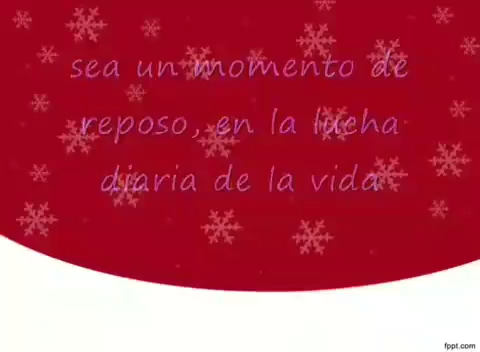 sea un momento de
reposo, en la lucha
diaria de la vida
fppt.com